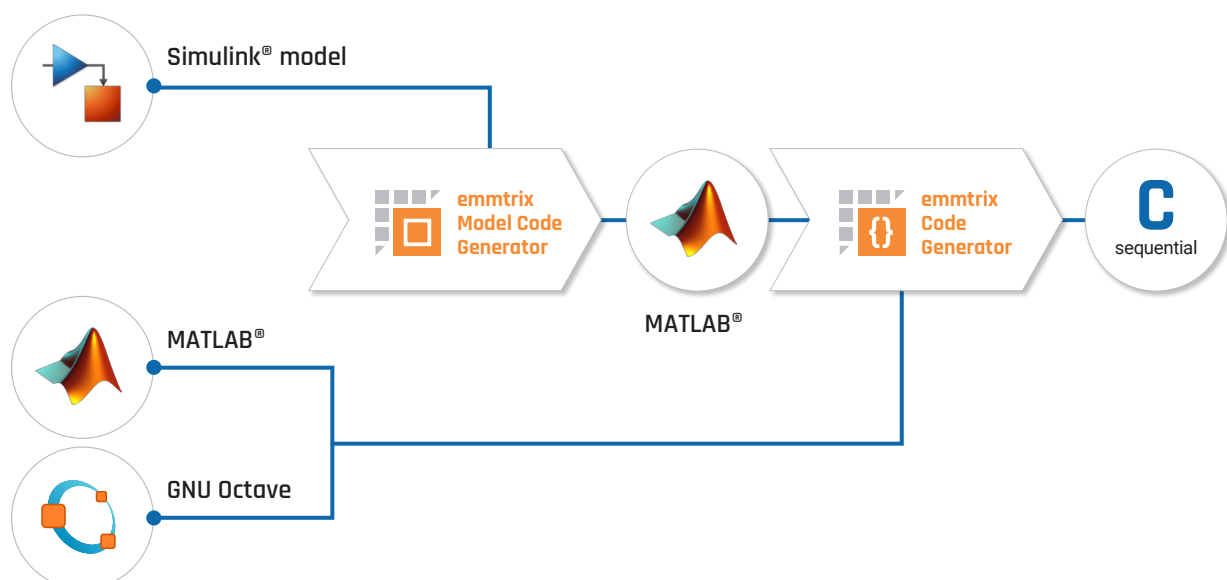 Simulink® model
emmtrix
Model Code
Generator
MATLAB®
emmtrix
{} Code
Generator
C
sequential
MATLAB®
GNU Octave